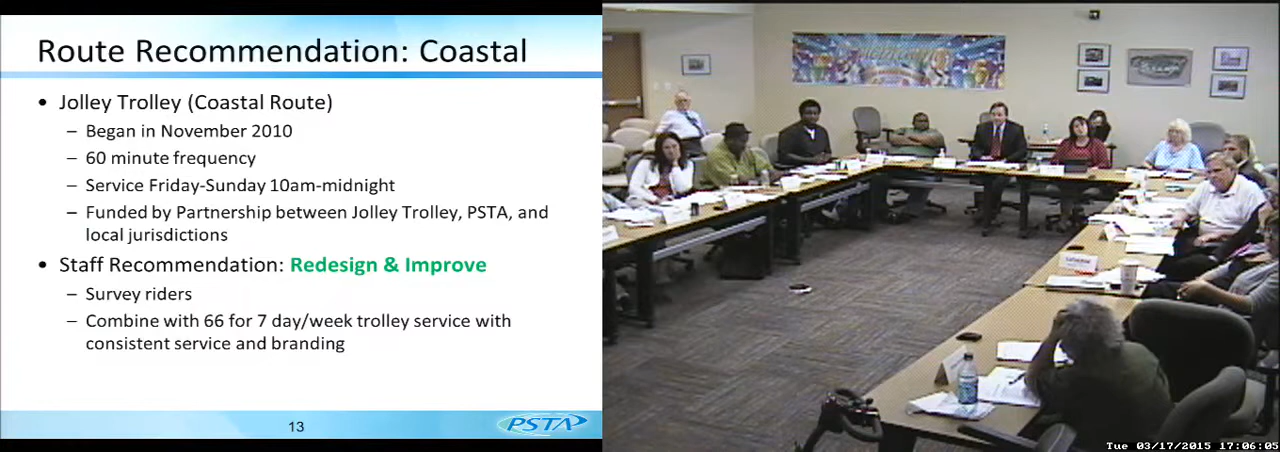 Route Recommendation: Coastal
• Jolley Trolley (Coastal Route)
– Began in November 2010
– 60 minute frequency
– Service Friday-Sunday 10am-midnight
– Funded by Partnership between Jolley Trolley, PSTA, and
local jurisdictions
• Staff Recommendation: Redesign & Improve
– Survey riders
– Combine with 66 for 7 day/week trolley service with
consistent service and branding
13
PSTA
Tue 03/17/2015 17:06:05